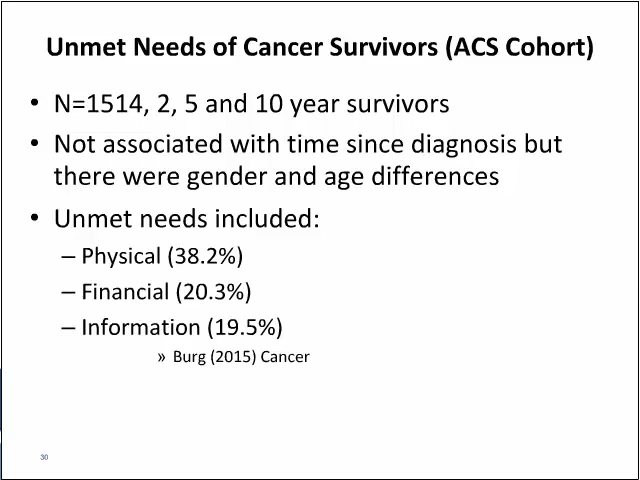 Unmet Needs of Cancer Survivors (ACS Cohort)
• N=1514, 2, 5 and 10 year survivors
• Not associated with time since diagnosis but
there were gender and age differences
• Unmet needs included:
– Physical (38.2%)
– Financial (20.3%)
– Information (19.5%)
» Burg (2015) Cancer
30